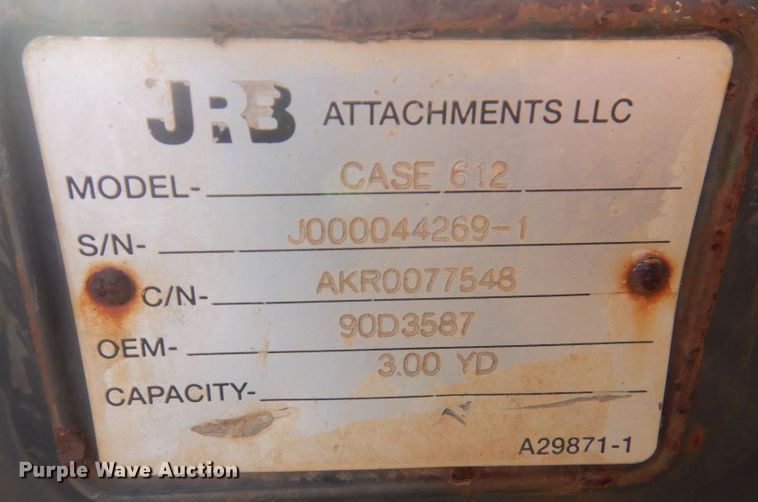 JRB ATTACHMENTS LLC
MODEL- CASE 612
S/N- J000044269-1
C/N- AKR0077548
OEM- 90D3587
CAPACITY- 3.00 YD
A29871-1
Purple Wave Auction